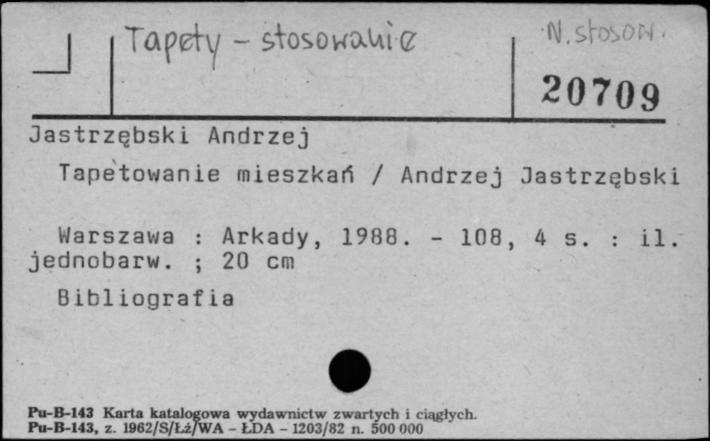 Tapety - stosowanie
N. stosow.
20709
Jastrzębski Andrzej
Tapetowanie mieszkań / Andrzej Jastrzębski
Warszawa : Arkady, 1988. - 108, 4 s. : il.
jednobarw. ; 20 cm
Bibliografia
Pu-B-143 Karta katalogowa wydawnictw zwartych i ciągłych.
Pu-B-143, z. 1962/S/Łż/WA - ŁDA - 1203/82 n. 500 000